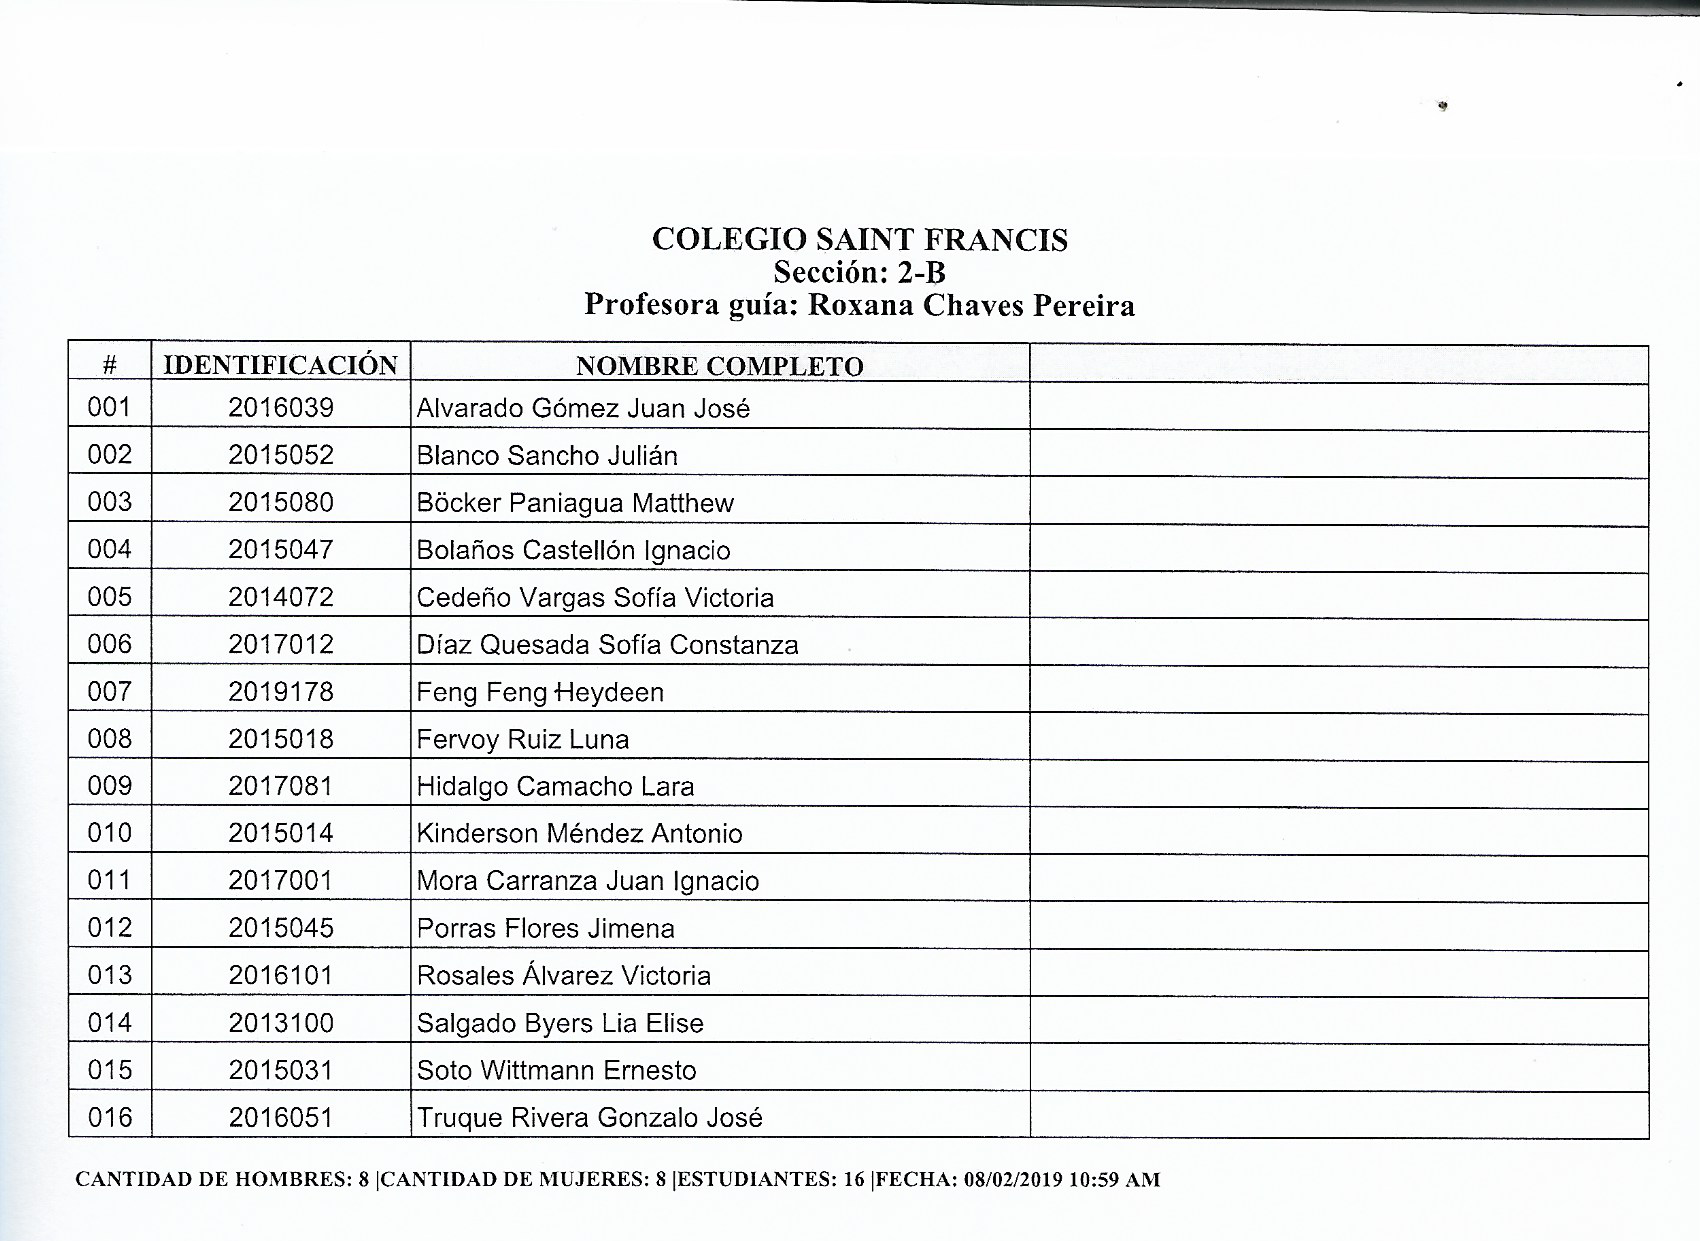 COLEGIO SAINT FRANCIS
Sección: 2-B
Profesora guía: Roxana Chaves Pereira
# IDENTIFICACIÓN NOMBRE COMPLETO
001 2016039 Alvarado Gómez Juan José
002 2015052 Blanco Sancho Julián
003 2015080 Böcker Paniagua Matthew
004 2015047 Bolaños Castellón Ignacio
005 2014072 Cedeño Vargas Sofía Victoria
006 2017012 Díaz Quesada Sofía Constanza
007 2019178 Feng Feng Heydeen
008 2015018 Fervoy Ruiz Luna
009 2017081 Hidalgo Camacho Lara
010 2015014 Kinderson Méndez Antonio
011 2017001 Mora Carranza Juan Ignacio
012 2015045 Porras Flores Jimena
013 2016101 Rosales Álvarez Victoria
014 2013100 Salgado Byers Lia Elise
015 2015031 Soto Wittmann Ernesto
016 2016051 Truque Rivera Gonzalo José
CANTIDAD DE HOMBRES: 8 |CANTIDAD DE MUJERES: 8 |ESTUDIANTES: 16 |FECHA: 08/02/2019 10:59 AM